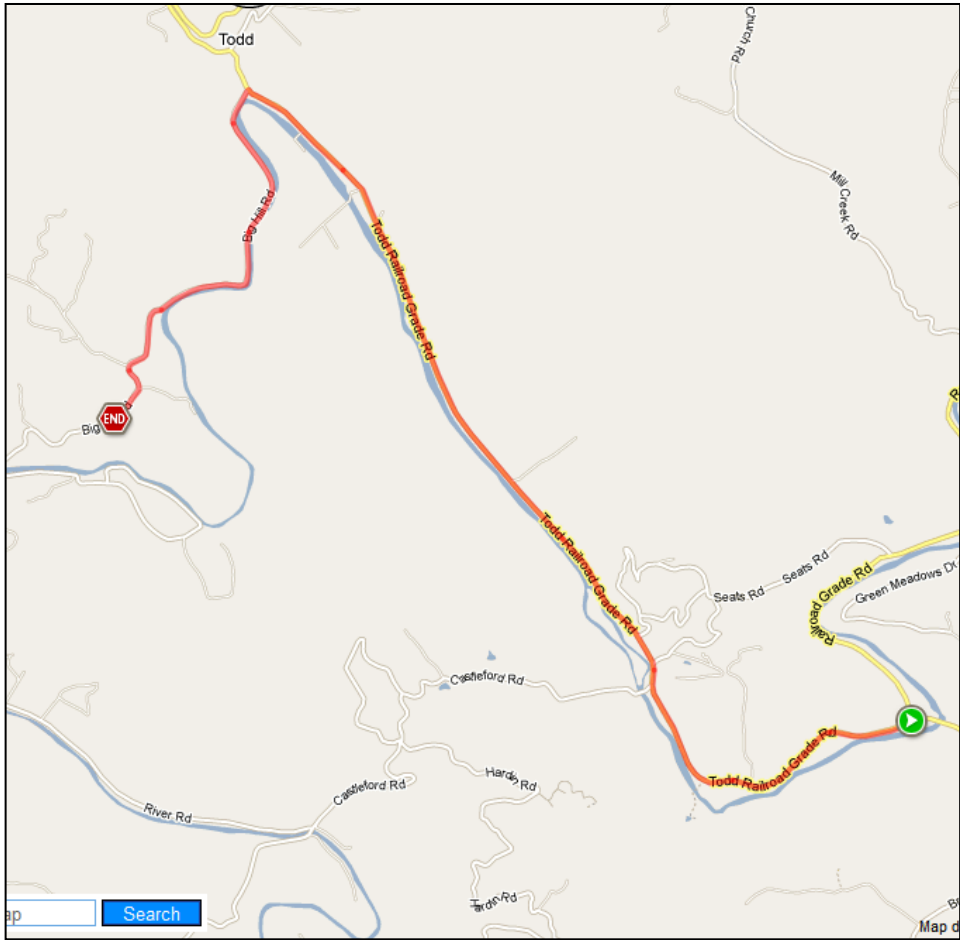 Todd
Church Rd
Mill Creek Rd
Big Hill Rd
Todd Railroad Grade Rd
END
Big
Todd Railroad Grade Rd
Seats Rd
Seats Rd
Railroad Grade Rd
Green Meadows Dr
Castleford Rd
Todd Railroad Grade Rd
Hardin Rd
Castleford Rd
River Rd
Rd
Search
Map d